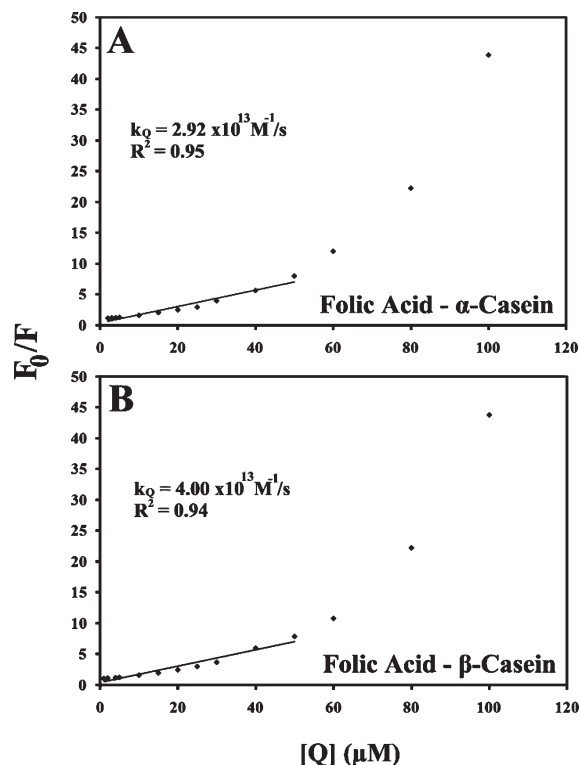 A
50
45
40
35
30
25
20
15
10
5
0
k_Q = 2.92 x10^13 M^-1/s
R^2 = 0.95
Folic Acid - α-Casein
0 20 40 60 80 100 120
F_0/F
B
50
45
40
35
30
25
20
15
10
5
0
k_Q = 4.00 x10^13 M^-1/s
R^2 = 0.94
Folic Acid - β-Casein
0 20 40 60 80 100 120
[Q] (μM)